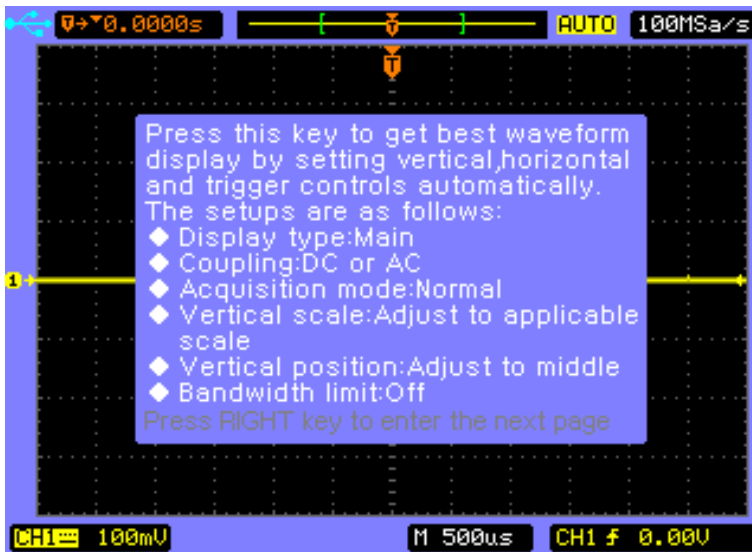 0.0000s AUTO 100MSa/s
T
Press this key to get best waveform
display by setting vertical,horizontal
and trigger controls automatically.
The setups are as follows:
◆ Display type:Main
◆ Coupling:DC or AC
◆ Acquisition mode:Normal
1
◆ Vertical scale:Adjust to applicable
scale
◆ Vertical position:Adjust to middle
◆ Bandwidth limit:Off
Press RIGHT key to enter the next page
CH1 100mV M 500us CH1 0.00V